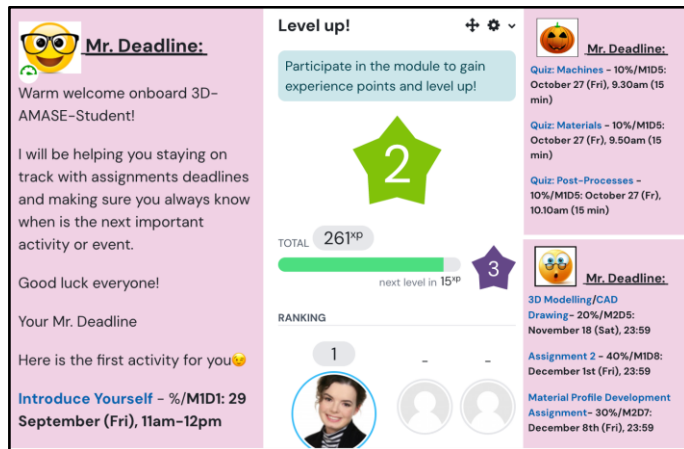 Mr. Deadline:
Warm welcome onboard 3D-
AMASE-Student!
I will be helping you staying on
track with assignments deadlines
and making sure you always know
when is the next important
activity or event.
Good luck everyone!
Your Mr. Deadline
Here is the first activity for you😉
Introduce Yourself - %/M1D1: 29
September (Fri), 11am-12pm
Level up!
Participate in the module to gain
experience points and level up!
2
TOTAL 261xp
3
next level in 15xp
RANKING
1 - -
Mr. Deadline:
Quiz: Machines - 10%/M1D5:
October 27 (Fri), 9.30am (15
min)
Quiz: Materials - 10%/M1D5:
October 27 (Fr), 9.50am (15
min)
Quiz: Post-Processes -
10%/M1D5: October 27 (Fr),
10.10am (15 min)
Mr. Deadline:
3D Modelling/CAD
Drawing- 20%/M2D5:
November 18 (Sat), 23:59
Assignment 2 - 40%/M1D8:
December 1st (Fri), 23:59
Material Profile Development
Assignment- 30%/M2D7:
December 8th (Fri), 23:59